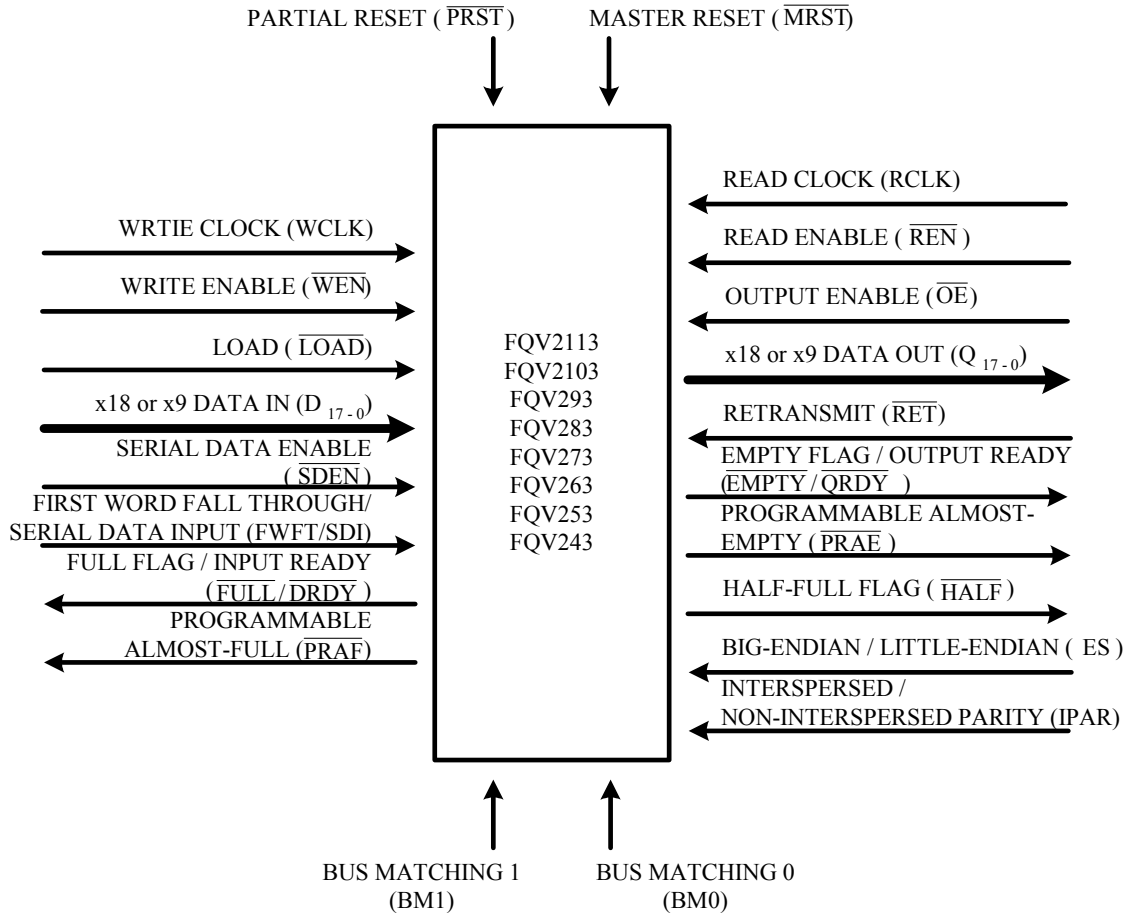 PARTIAL RESET ( PRST )
MASTER RESET ( MRST)
WRTIE CLOCK (WCLK)
WRITE ENABLE (WEN)
LOAD ( LOAD)
x18 or x9 DATA IN (D 17 - 0)
SERIAL DATA ENABLE
( SDEN)
FIRST WORD FALL THROUGH/
SERIAL DATA INPUT (FWFT/SDI)
FULL FLAG / INPUT READY
(FULL / DRDY )
PROGRAMMABLE
ALMOST-FULL (PRAF)
FQV2113
FQV2103
FQV293
FQV283
FQV273
FQV263
FQV253
FQV243
READ CLOCK (RCLK)
READ ENABLE ( REN )
OUTPUT ENABLE (OE)
x18 or x9 DATA OUT (Q 17 - 0)
RETRANSMIT (RET)
EMPTY FLAG / OUTPUT READY
(EMPTY / QRDY )
PROGRAMMABLE ALMOST-
EMPTY ( PRAE )
HALF-FULL FLAG ( HALF )
BIG-ENDIAN / LITTLE-ENDIAN ( ES )
INTERSPERSED /
NON-INTERSPERSED PARITY (IPAR)
BUS MATCHING 1
(BM1)
BUS MATCHING 0
(BM0)